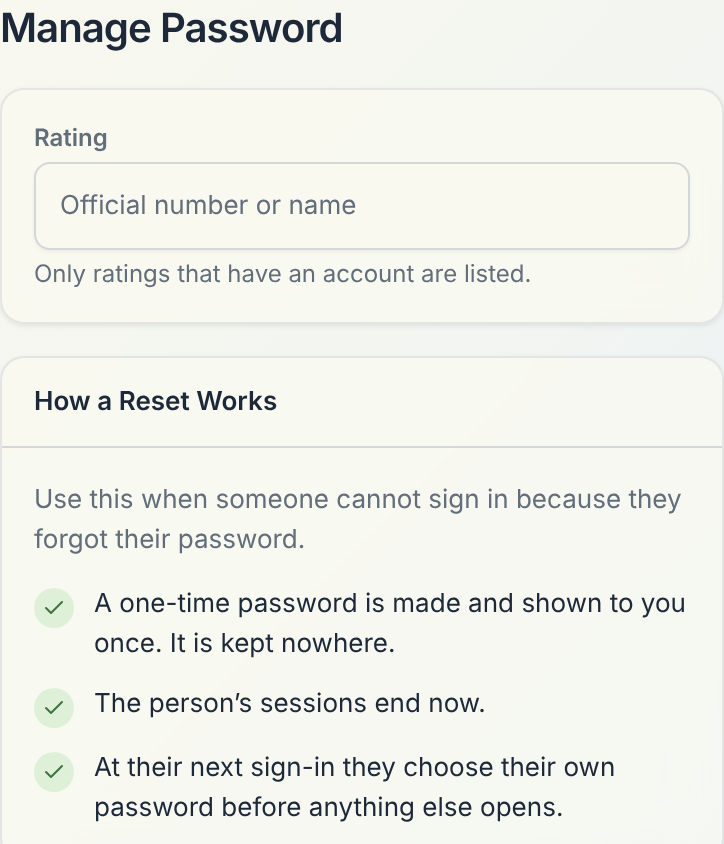 Manage Password
Rating
Official number or name
Only ratings that have an account are listed.
How a Reset Works
Use this when someone cannot sign in because they
forgot their password.
A one-time password is made and shown to you
once. It is kept nowhere.
The person’s sessions end now.
At their next sign-in they choose their own
password before anything else opens.